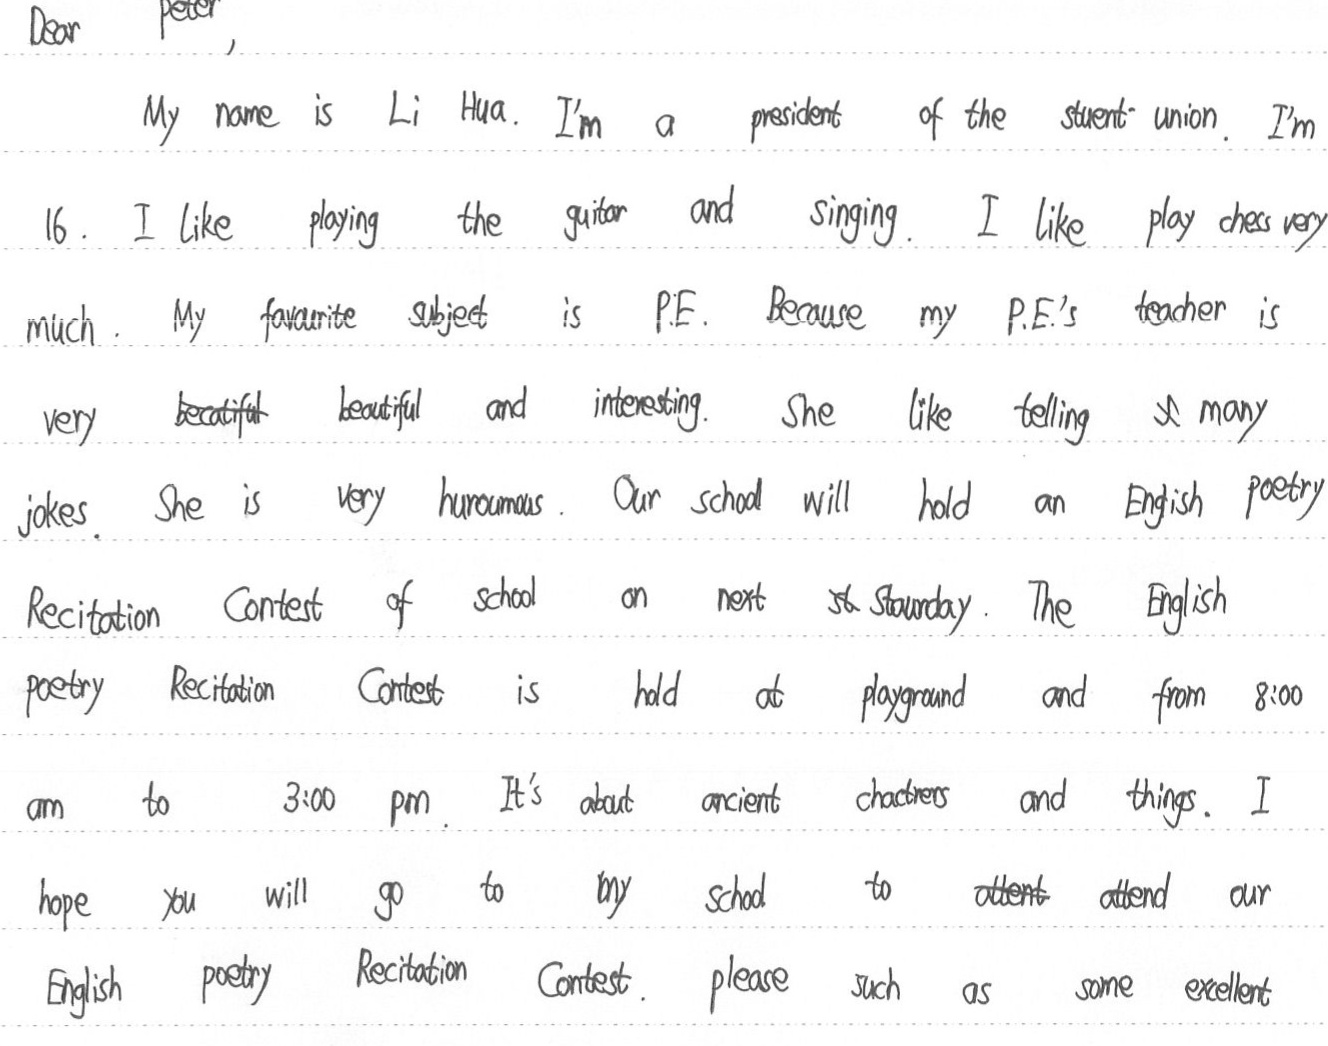 Dear Peter,
My name is Li Hua. I'm a president of the stuent union. I'm
16. I like playing the guitar and singing. I like play chess very
much. My favaurite subject is P.E. Because my P.E.'s teacher is
very becatiful beautiful and interesting. She like telling many
jokes. She is very huroumous. Our school will hold an English poetry
Recitation Contest of school on next Staurday. The English
poetry Recitation Contest is hold at playground and from 8:00
am to 3:00 pm. It's about ancient chactrers and things. I
hope you will go to my school to attent attend our
English poetry Recitation Contest. please such as some excellent